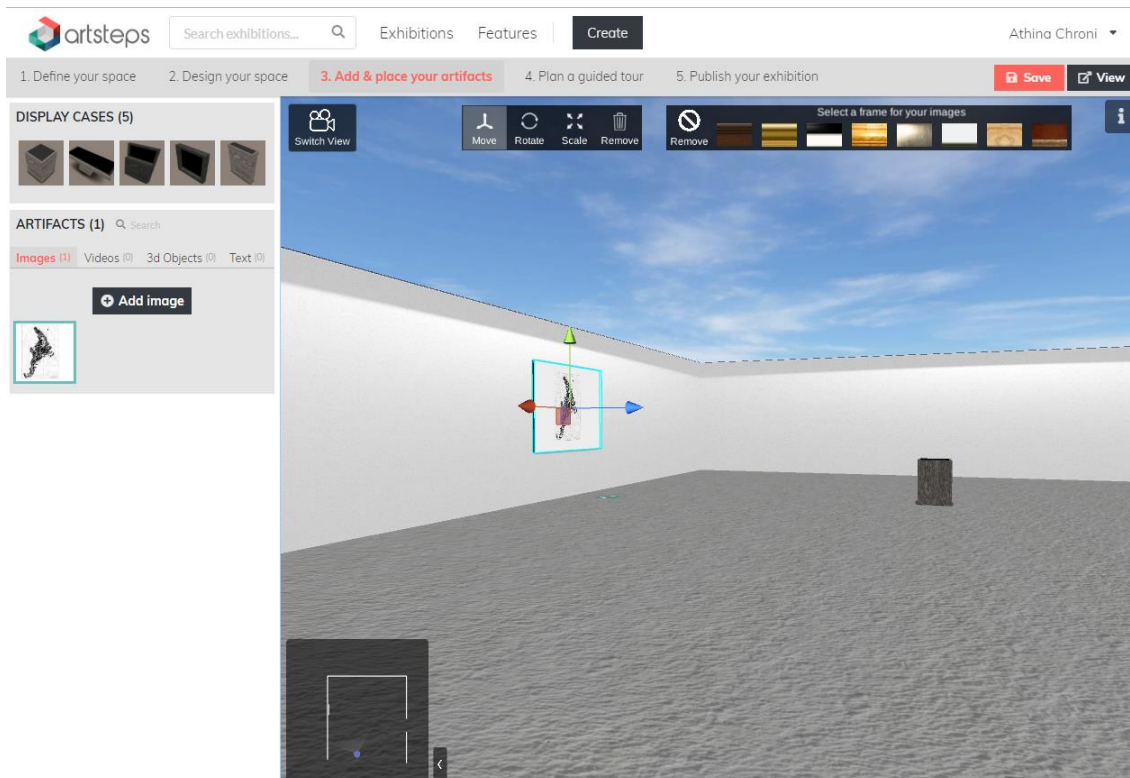 artsteps Search exhibitions... Exhibitions Features Create Athina Chroni
1. Define your space 2. Design your space 3. Add & place your artifacts 4. Plan a guided tour 5. Publish your exhibition Save View
DISPLAY CASES (5)
Switch View
Move Rotate Scale Remove
Remove
Select a frame for your images
i
ARTIFACTS (1) Search
Images (1) Videos (0) 3d Objects (0) Text (0)
Add image